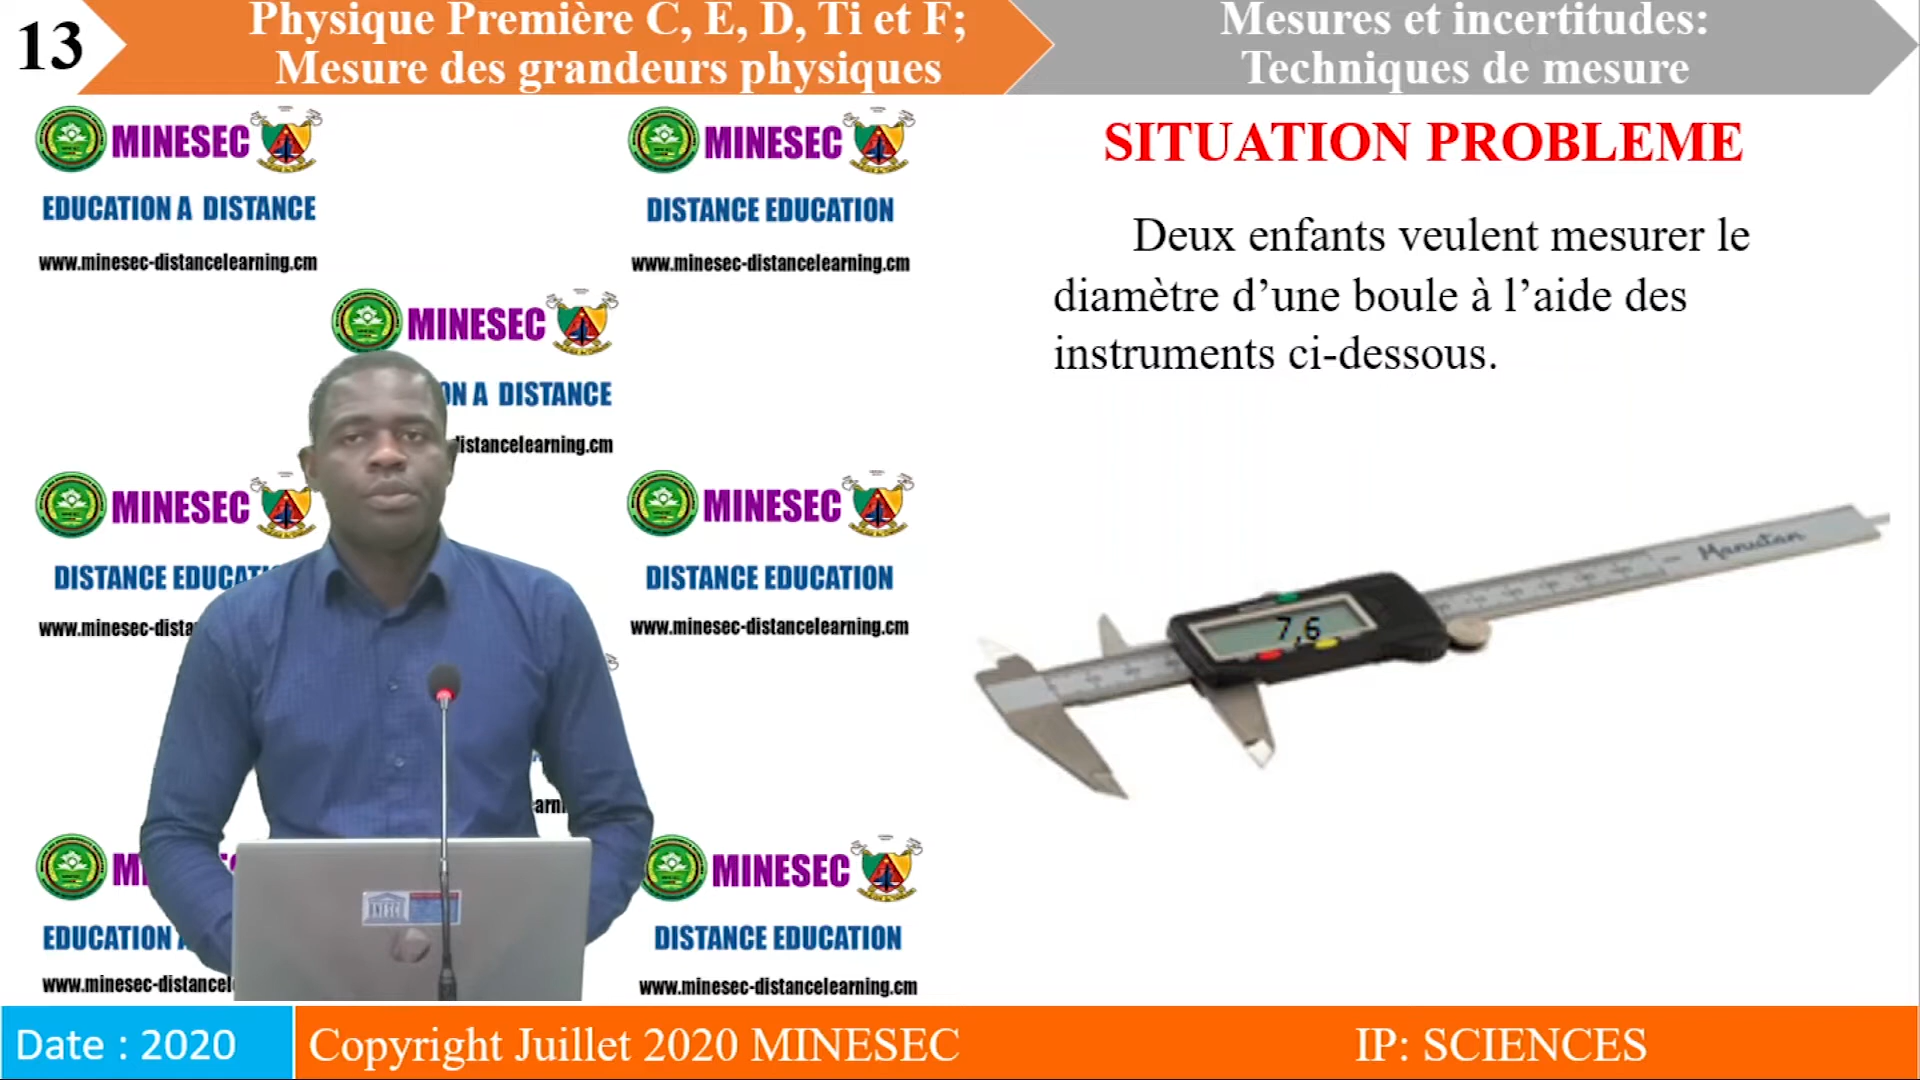 13
Physique Première C, E, D, Ti et F;
Mesure des grandeurs physiques
Mesures et incertitudes:
Techniques de mesure
MINESEC
EDUCATION A DISTANCE
www.minesec-distancelearning.cm
MINESEC
DISTANCE EDUCATION
www.minesec-distancelearning.cm
MINESEC
ON A DISTANCE
distancelearning.cm
MINESEC
DISTANCE EDUCAT
www.minesec-dista
MINESEC
DISTANCE EDUCATION
www.minesec-distancelearning.cm
arni
M
EDUCATION
www.minesec-distancel
MINESEC
DISTANCE EDUCATION
www.minesec-distancelearning.cm
SITUATION PROBLEME
Deux enfants veulent mesurer le
diamètre d’une boule à l’aide des
instruments ci-dessous.
Manutan
7,6
Date : 2020
Copyright Juillet 2020 MINESEC
IP: SCIENCES